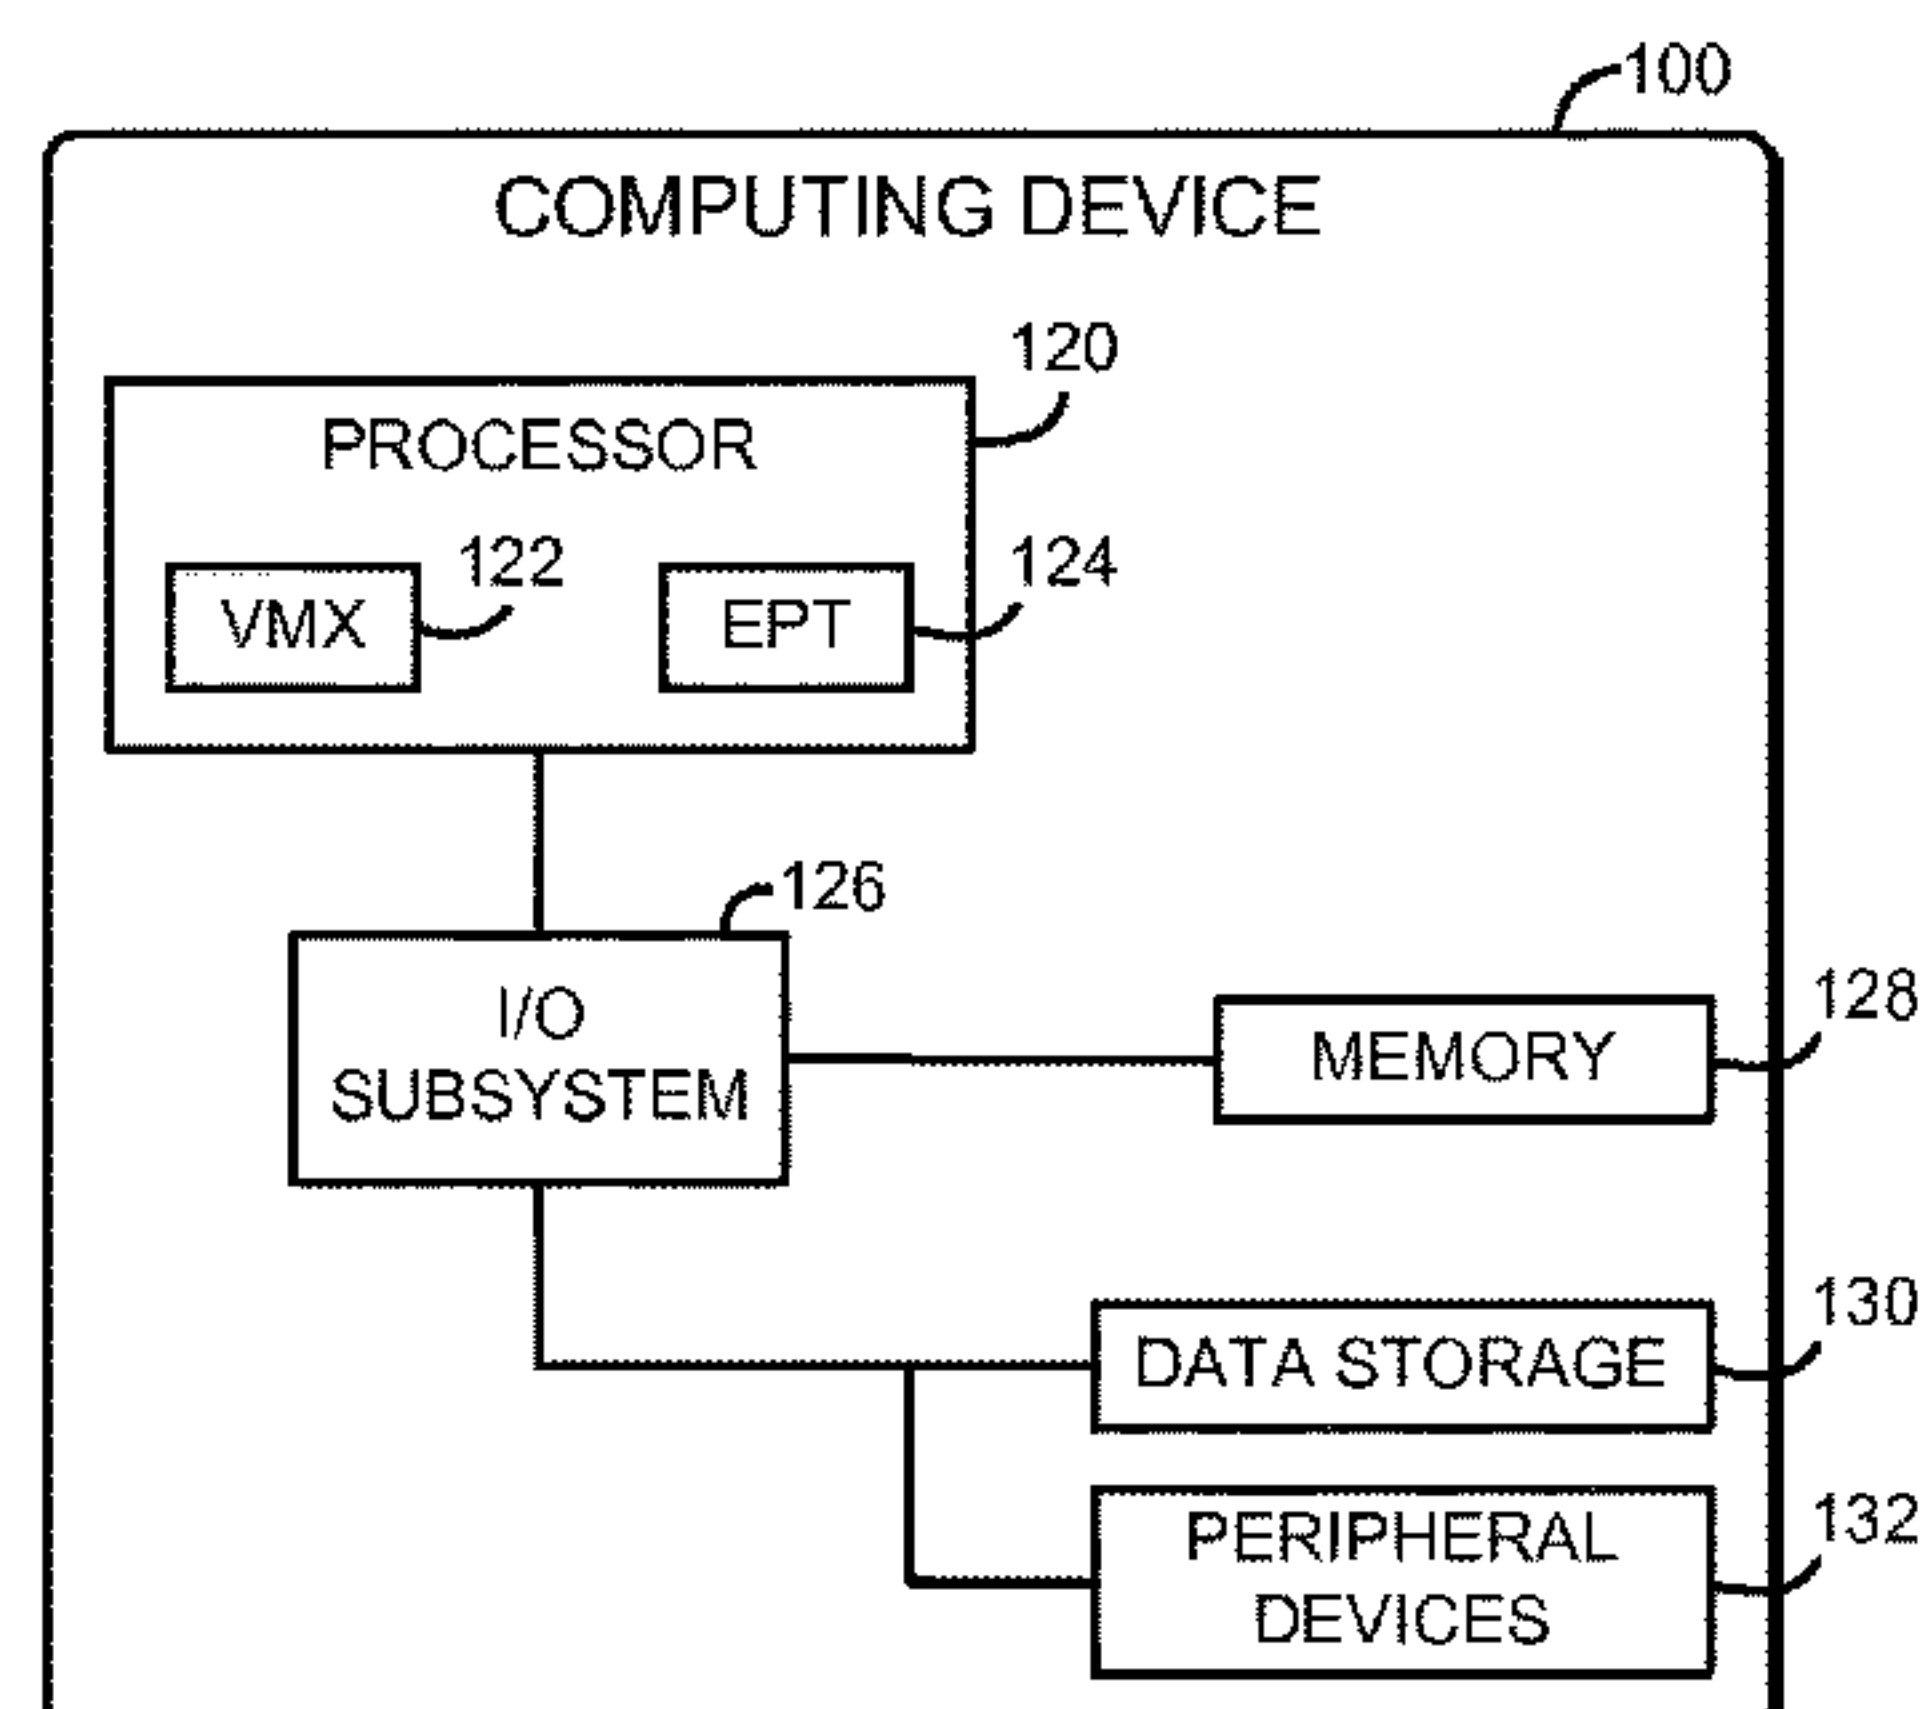 100
COMPUTING DEVICE
120
PROCESSOR
122
124
VMX
EPT
126
I/O
SUBSYSTEM
128
MEMORY
130
DATA STORAGE
132
PERIPHERAL
DEVICES